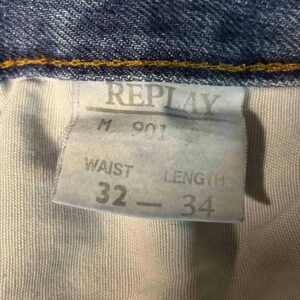 REPLAY
M 901
WAIST LENGTH
32 — 34